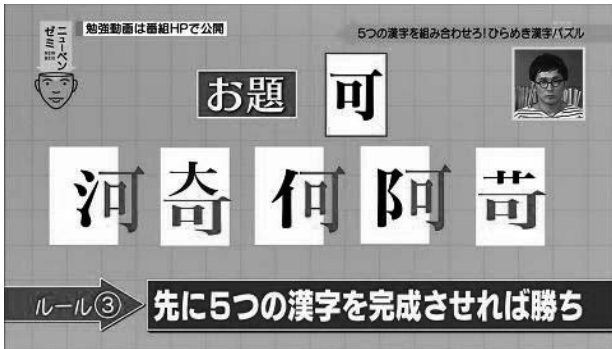 ニューペン
ゼミ
勉強動画は番組HPで公開
5つの漢字を組み合わせろ!ひらめき漢字パズル
お題 可
河 奇 何 阿 苛
ルール③ 先に5つの漢字を完成させれば勝ち